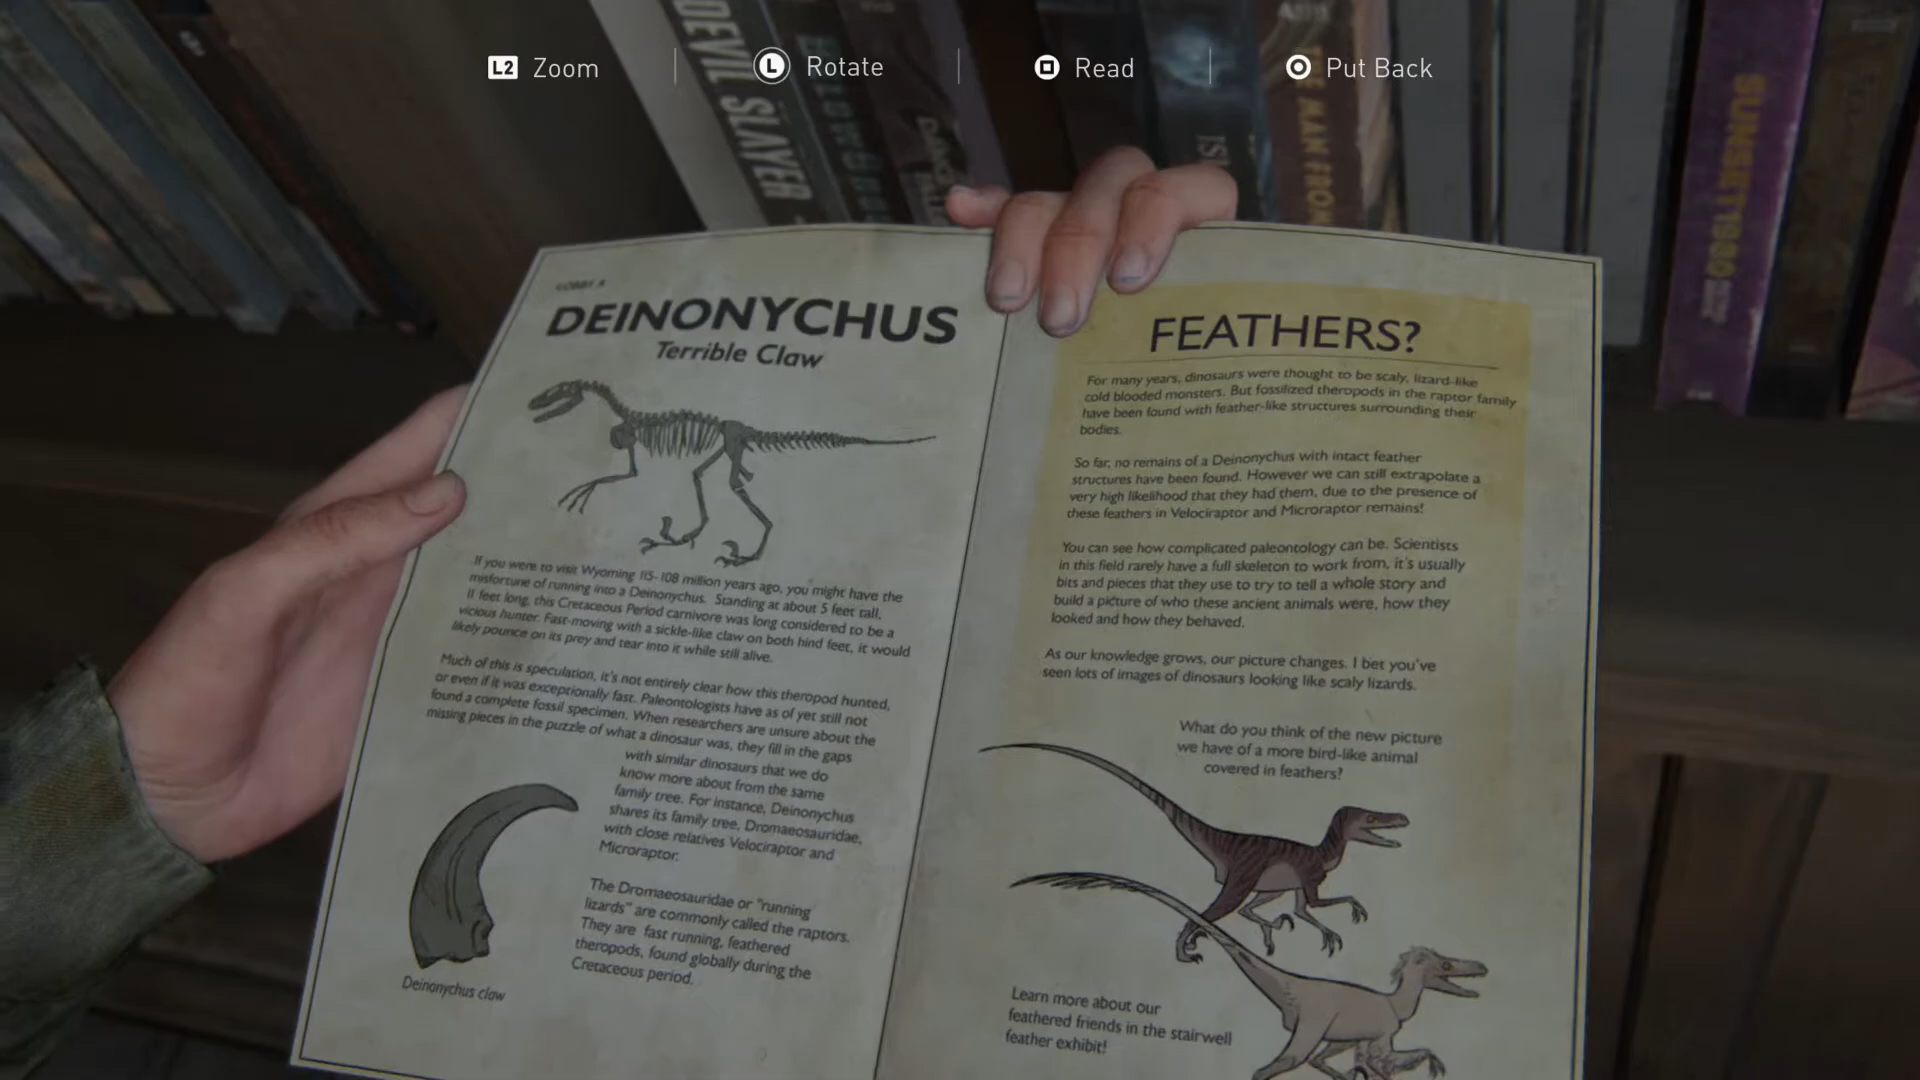 L2 Zoom
L Rotate
Read
Put Back
DEVIL SLAYER
SUNSET 1980
LOBBY A
DEINONYCHUS
Terrible Claw
If you were to visit Wyoming 115-108 million years ago, you might have the
misfortune of running into a Deinonychus. Standing at about 5 feet tall,
11 feet long, this Cretaceous Period carnivore was long considered to be a
vicious hunter. Fast-moving with a sickle-like claw on both hind feet, it would
likely pounce on its prey and tear into it while still alive.
Much of this is speculation, it's not entirely clear how this theropod hunted,
or even if it was exceptionally fast. Paleontologists have as of yet still not
found a complete fossil specimen. When researchers are unsure about the
missing pieces in the puzzle of what a dinosaur was, they fill in the gaps
with similar dinosaurs that we do
know more about from the same
family tree. For instance, Deinonychus
shares its family tree, Dromaeosauridae,
with close relatives Velociraptor and
Microraptor.
The Dromaeosauridae or "running
lizards" are commonly called the raptors.
They are fast running, feathered
theropods, found globally during the
Cretaceous period.
Deinonychus claw
FEATHERS?
For many years, dinosaurs were thought to be scaly, lizard-like
cold blooded monsters. But fossilized theropods in the raptor family
have been found with feather-like structures surrounding their
bodies.
So far, no remains of a Deinonychus with intact feather
structures have been found. However we can still extrapolate a
very high likelihood that they had them, due to the presence of
these feathers in Velociraptor and Microraptor remains!
You can see how complicated paleontology can be. Scientists
in this field rarely have a full skeleton to work from, it's usually
bits and pieces that they use to try to tell a whole story and
build a picture of who these ancient animals were, how they
looked and how they behaved.
As our knowledge grows, our picture changes. I bet you've
seen lots of images of dinosaurs looking like scaly lizards.
What do you think of the new picture
we have of a more bird-like animal
covered in feathers?
Learn more about our
feathered friends in the stairwell
feather exhibit!